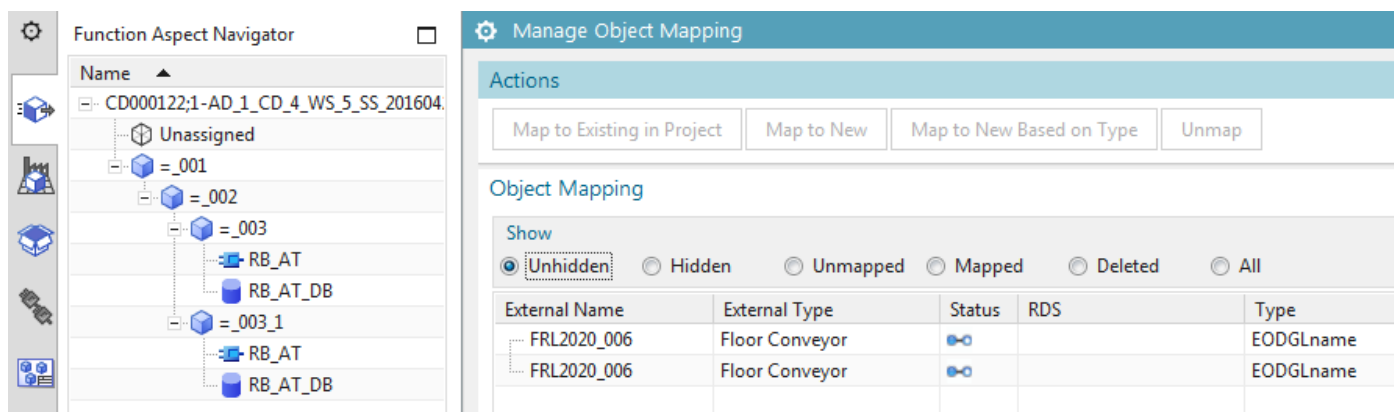 Function Aspect Navigator
Name
CD000122;1-AD_1_CD_4_WS_5_SS_201604
Unassigned
=_001
=_002
=_003
RB_AT
RB_AT_DB
=_003_1
RB_AT
RB_AT_DB
Manage Object Mapping
Actions
Map to Existing in Project Map to New Map to New Based on Type Unmap
Object Mapping
Show
Unhidden Hidden Unmapped Mapped Deleted All
External Name External Type Status RDS Type
FRL2020_006 Floor Conveyor EODGLname
FRL2020_006 Floor Conveyor EODGLname